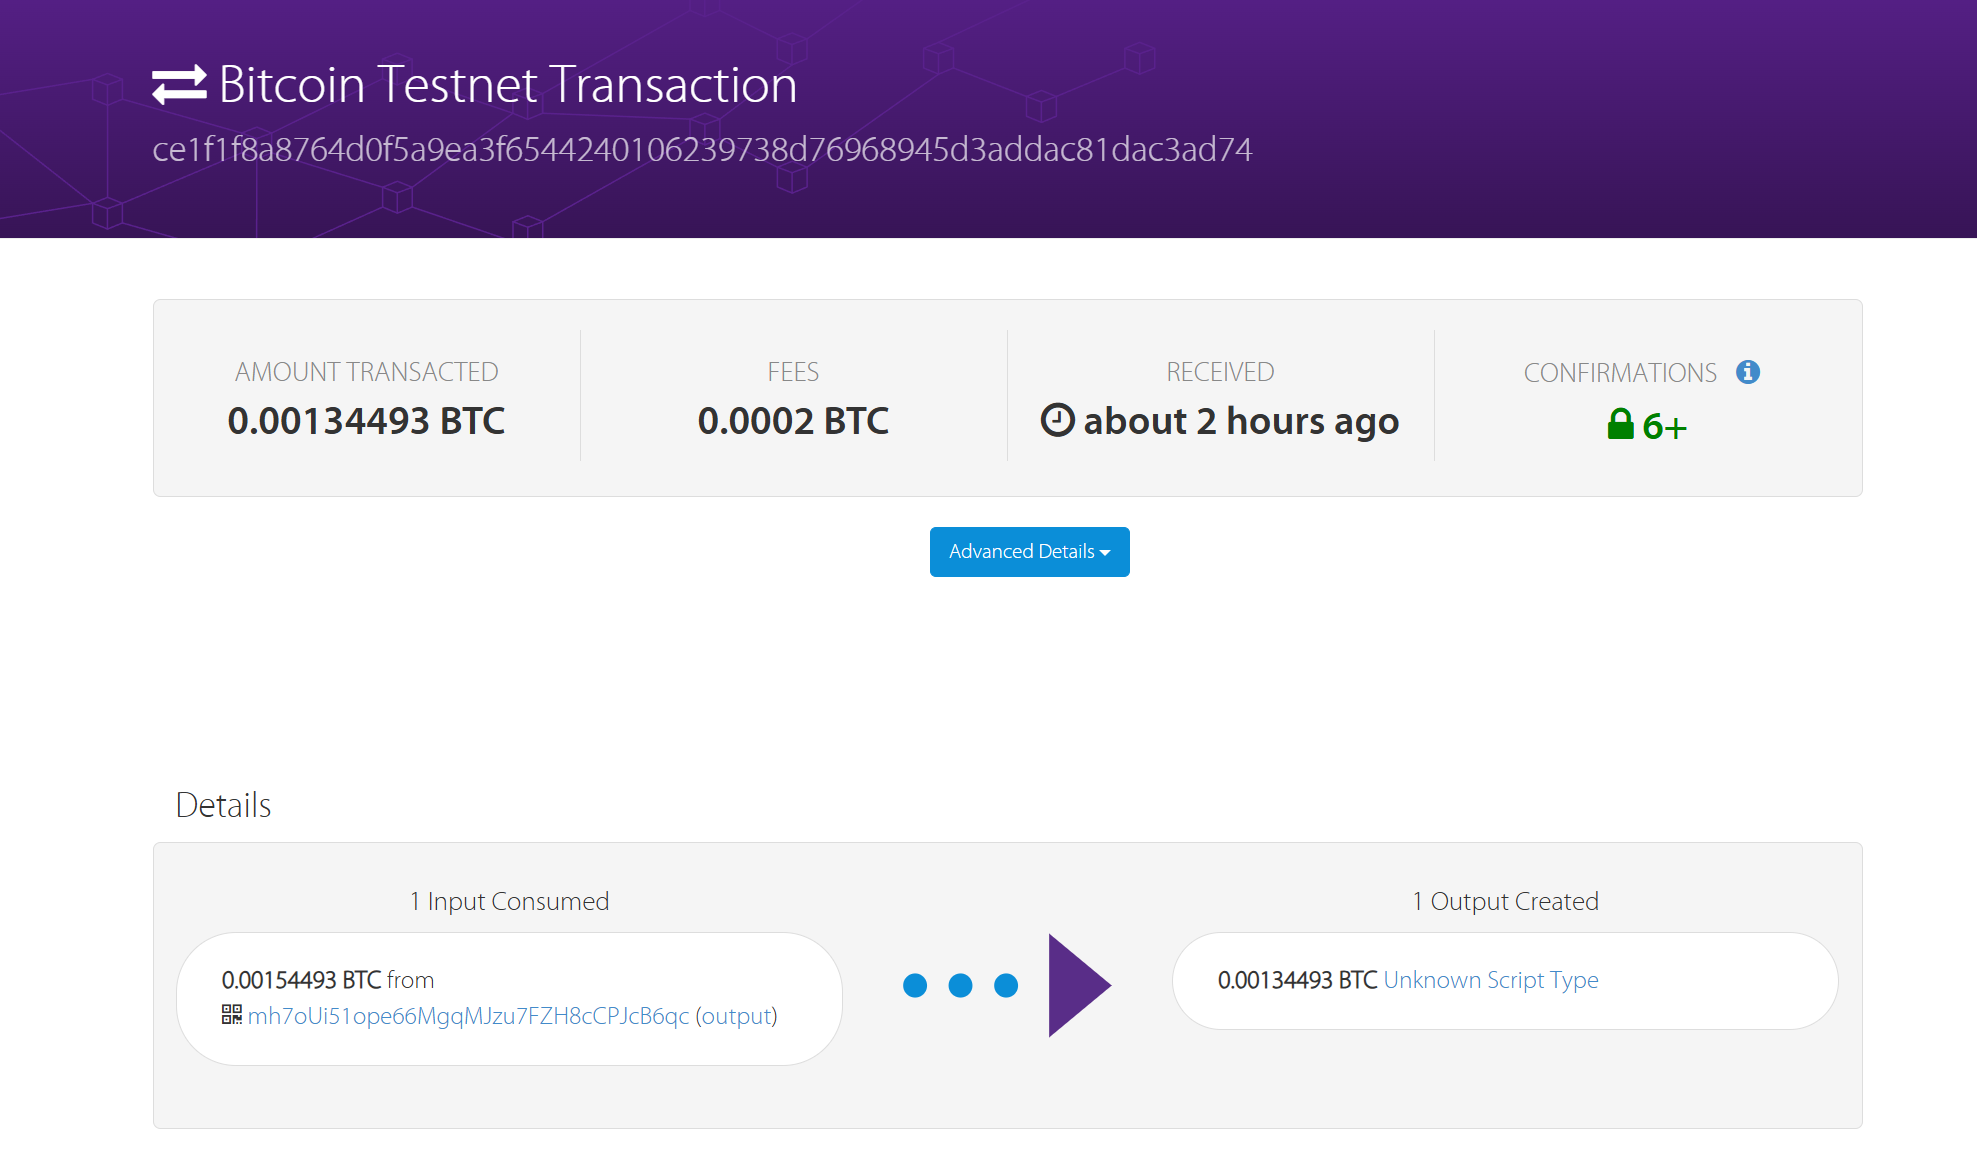 Bitcoin Testnet Transaction
ce1f1f8a8764d0f5a9ea3f6544240106239738d76968945d3addac81dac3ad74
AMOUNT TRANSACTED
0.00134493 BTC
FEES
0.0002 BTC
RECEIVED
about 2 hours ago
CONFIRMATIONS
6+
Advanced Details
Details
1 Input Consumed
0.00154493 BTC from
mh7oUi51ope66MgqMJzu7FZH8cCPJcB6qc (output)
1 Output Created
0.00134493 BTC Unknown Script Type